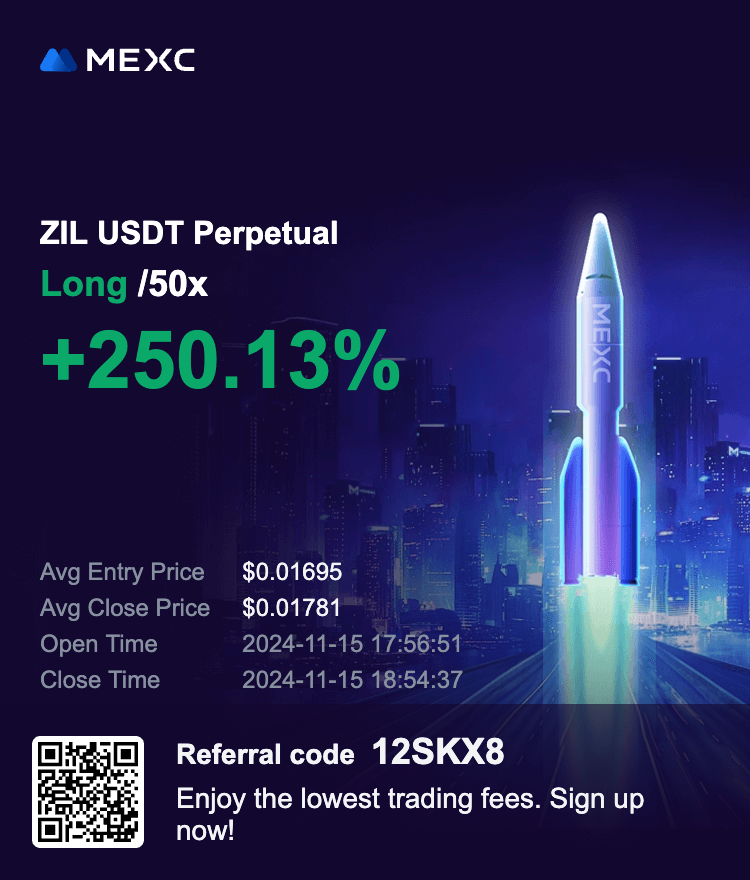 MEXC
ZIL USDT Perpetual
Long /50x
+250.13%
MEXC
Avg Entry Price $0.01695
Avg Close Price $0.01781
Open Time 2024-11-15 17:56:51
Close Time 2024-11-15 18:54:37
Referral code 12SKX8
Enjoy the lowest trading fees. Sign up
now!